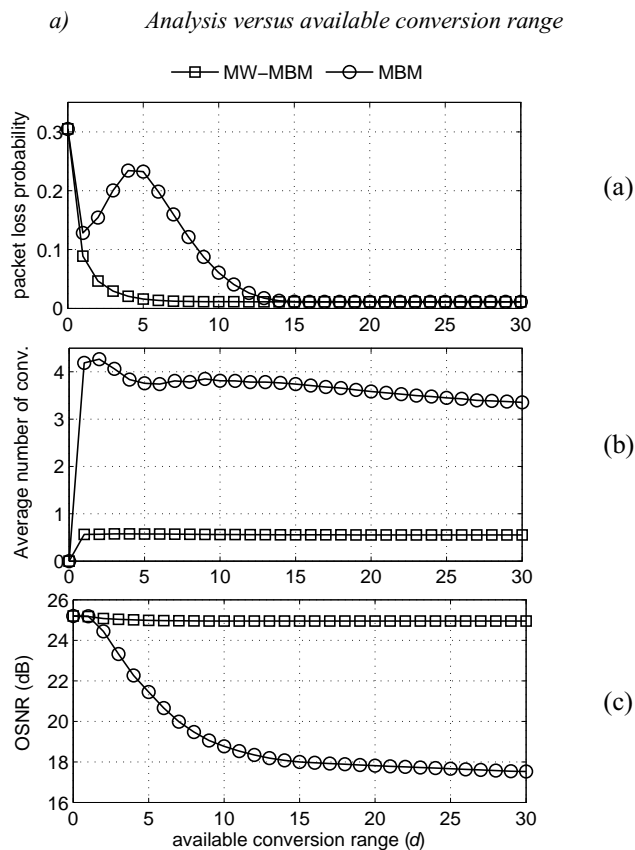 a) Analysis versus available conversion range
MW−MBM MBM
packet loss probability
0.3
0.2
0.1
0
0 5 10 15 20 25 30
(a)
Average number of conv.
4
3
2
1
0
0 5 10 15 20 25 30
(b)
OSNR (dB)
26
24
22
20
18
16
0 5 10 15 20 25 30
(c)
available conversion range (d)